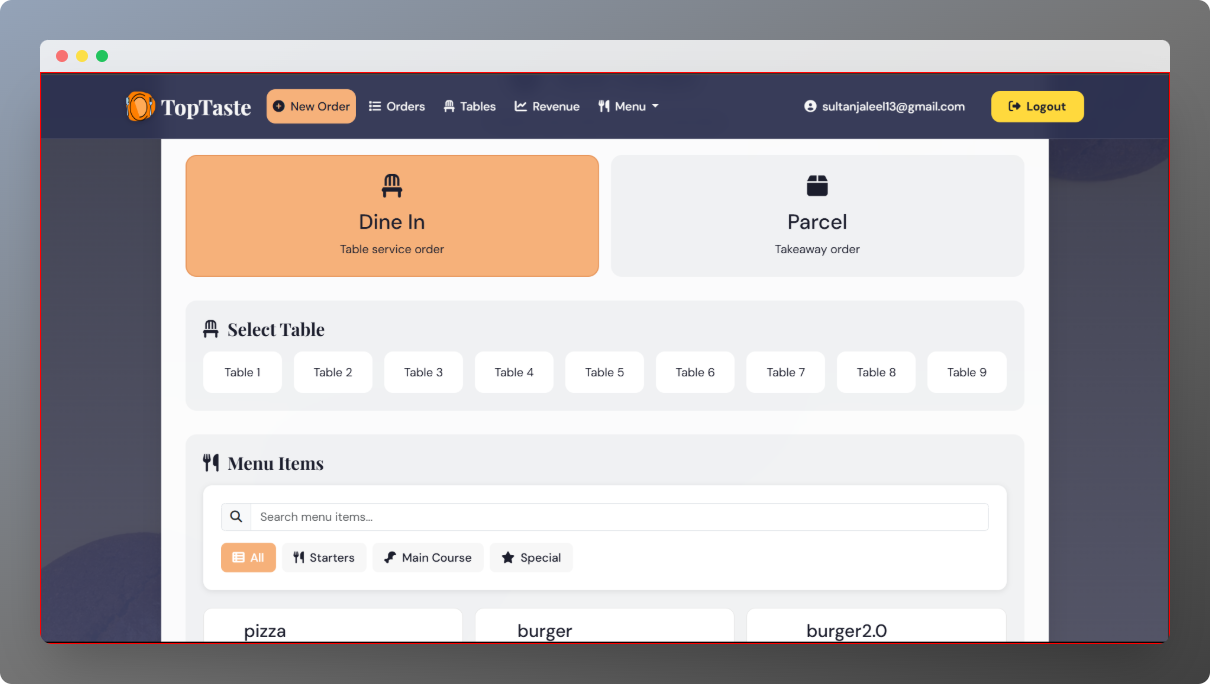 TopTaste New Order Orders Tables Revenue Menu sultanjaleel13@gmail.com Logout
Dine In
Table service order
Parcel
Takeaway order
Select Table
Table 1 Table 2 Table 3 Table 4 Table 5 Table 6 Table 7 Table 8 Table 9
Menu Items
Search menu items...
All Starters Main Course Special
pizza burger burger2.0